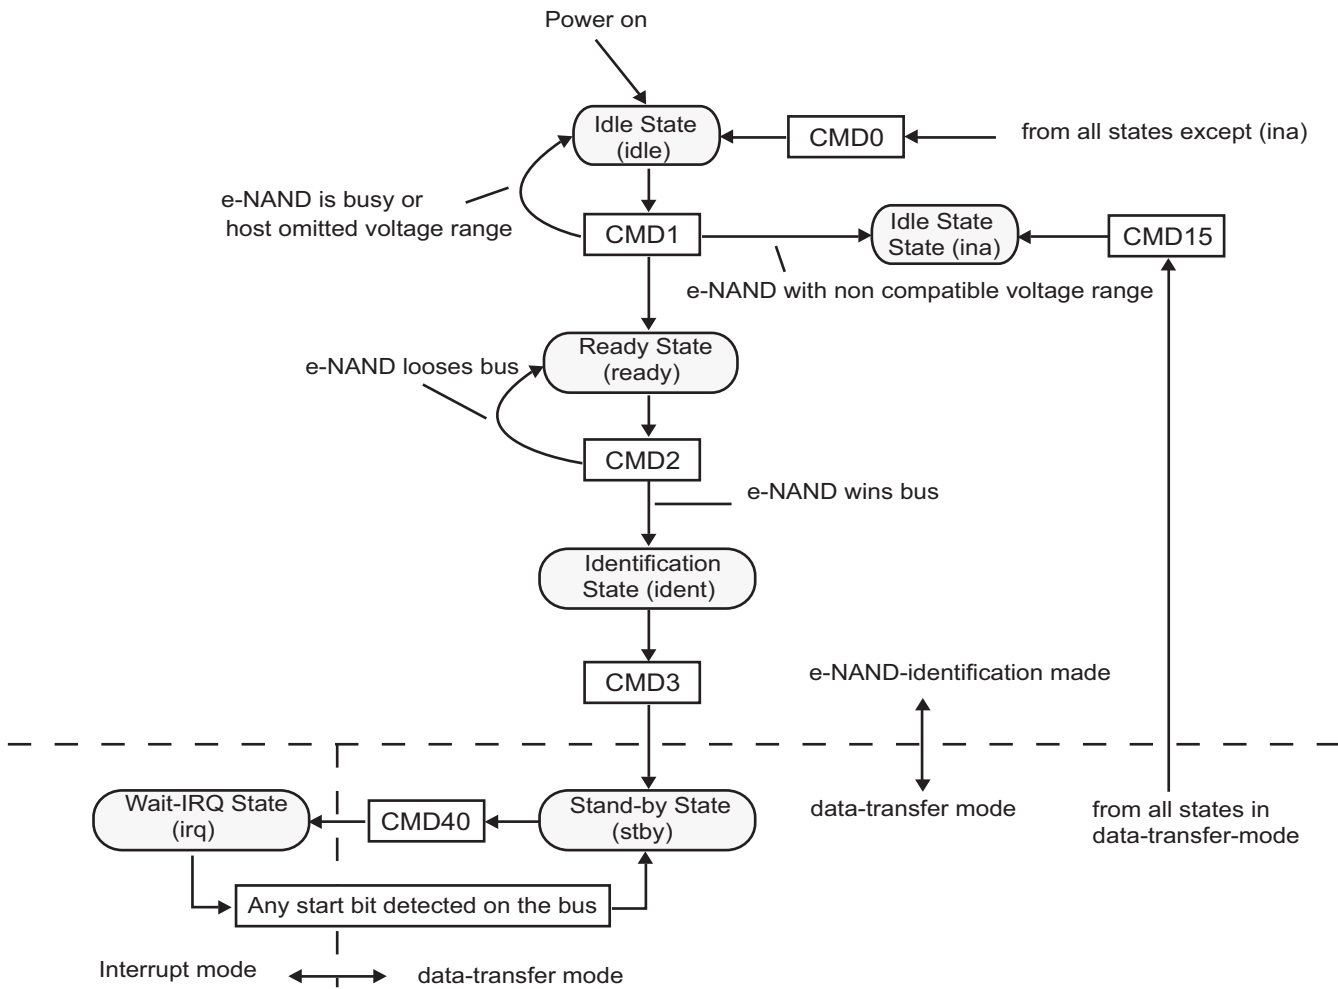 Power on
Idle State
(idle)
CMD0
from all states except (ina)
e-NAND is busy or
host omitted voltage range
CMD1
Idle State
State (ina)
CMD15
e-NAND with non compatible voltage range
e-NAND looses bus
Ready State
(ready)
CMD2
e-NAND wins bus
Identification
State (ident)
CMD3
e-NAND-identification made
Wait-IRQ State
(irq)
CMD40
Stand-by State
(stby)
data-transfer mode
from all states in
data-transfer-mode
Any start bit detected on the bus
Interrupt mode
data-transfer mode